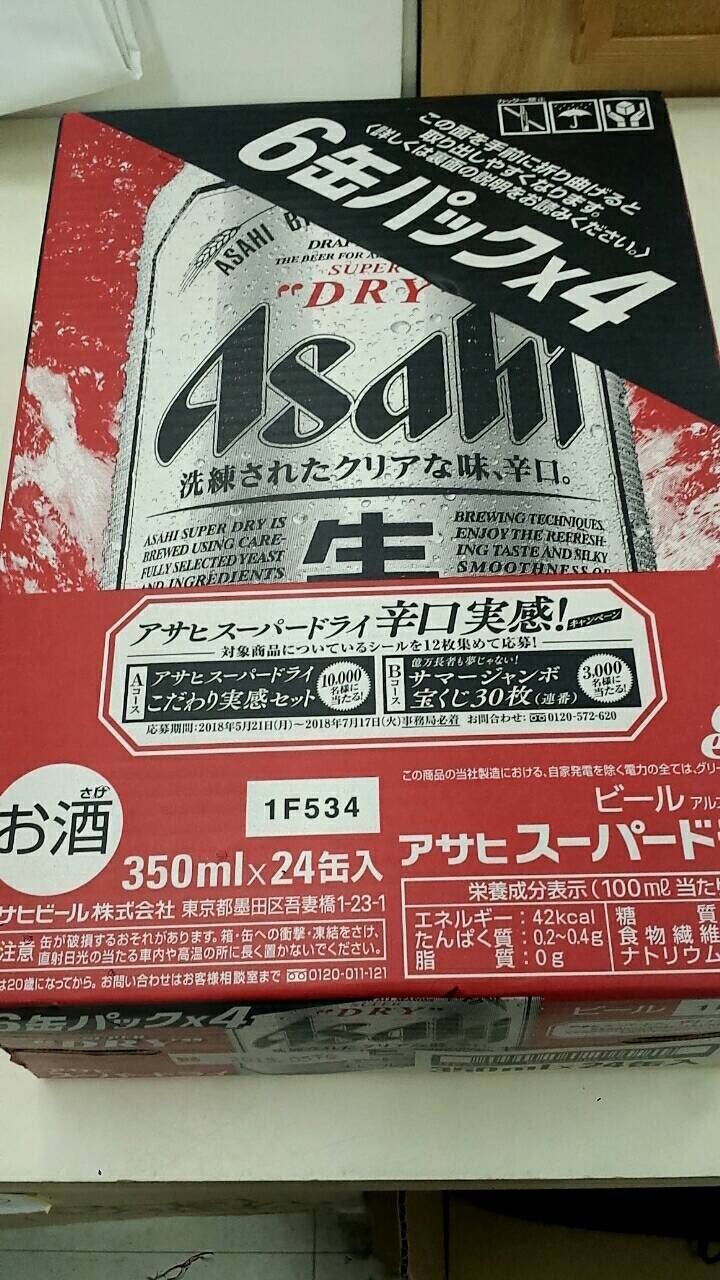 カッター禁止
この面を手前に折り曲げると
取り出しやすくなります。
(詳しくは裏面の説明をお読みください。)
6缶パック×4
ASAHI
DRAF
THE BEER FOR A
SUPER
"DRY
Asahi
洗練されたクリアな味、辛口。
生
ASAHI SUPER DRY IS
BREWED USING CARE-
FULLY SELECTED YEAST
AND INGREDIENTS
BREWING TECHNIQUES.
ENJOY THE REFRESH-
ING TASTE AND SILKY
SMOOTHNESS OF
アサヒスーパードライ 辛口実感! キャンペーン
対象商品についているシールを12枚集めて応募!
Aコース
アサヒスーパードライ
こだわり実感セット
10,000名様に当たる!
Bコース
億万長者も夢じゃない!
サマージャンボ
宝くじ30枚(連番)
3,000名様に当たる!
応募期間:2018年5月21日(月)〜2018年7月17日(火)事務局必着 お問合わせ:0120-572-620
この商品の当社製造における、自家発電を除く電力の全ては、グリー
さけ
お酒
1F534
350ml×24缶入
ビール アル
アサヒ スーパード
サヒビール株式会社 東京都墨田区吾妻橋1-23-1
注意 缶が破損するおそれがあります。箱・缶への衝撃・凍結をさけ、
直射日光の当たる車内や高温の所に長く置かないでください。
は20歳になってから。お問い合わせはお客様相談室まで 0120-011-121
栄養成分表示(100ml 当た
エネルギー:42kcal 糖 質
たんぱく質:0.2~0.4g 食物繊維
脂 質:0g ナトリウム
6缶パック×4
"DRY"
Asahi
ビール
350ml×24缶入